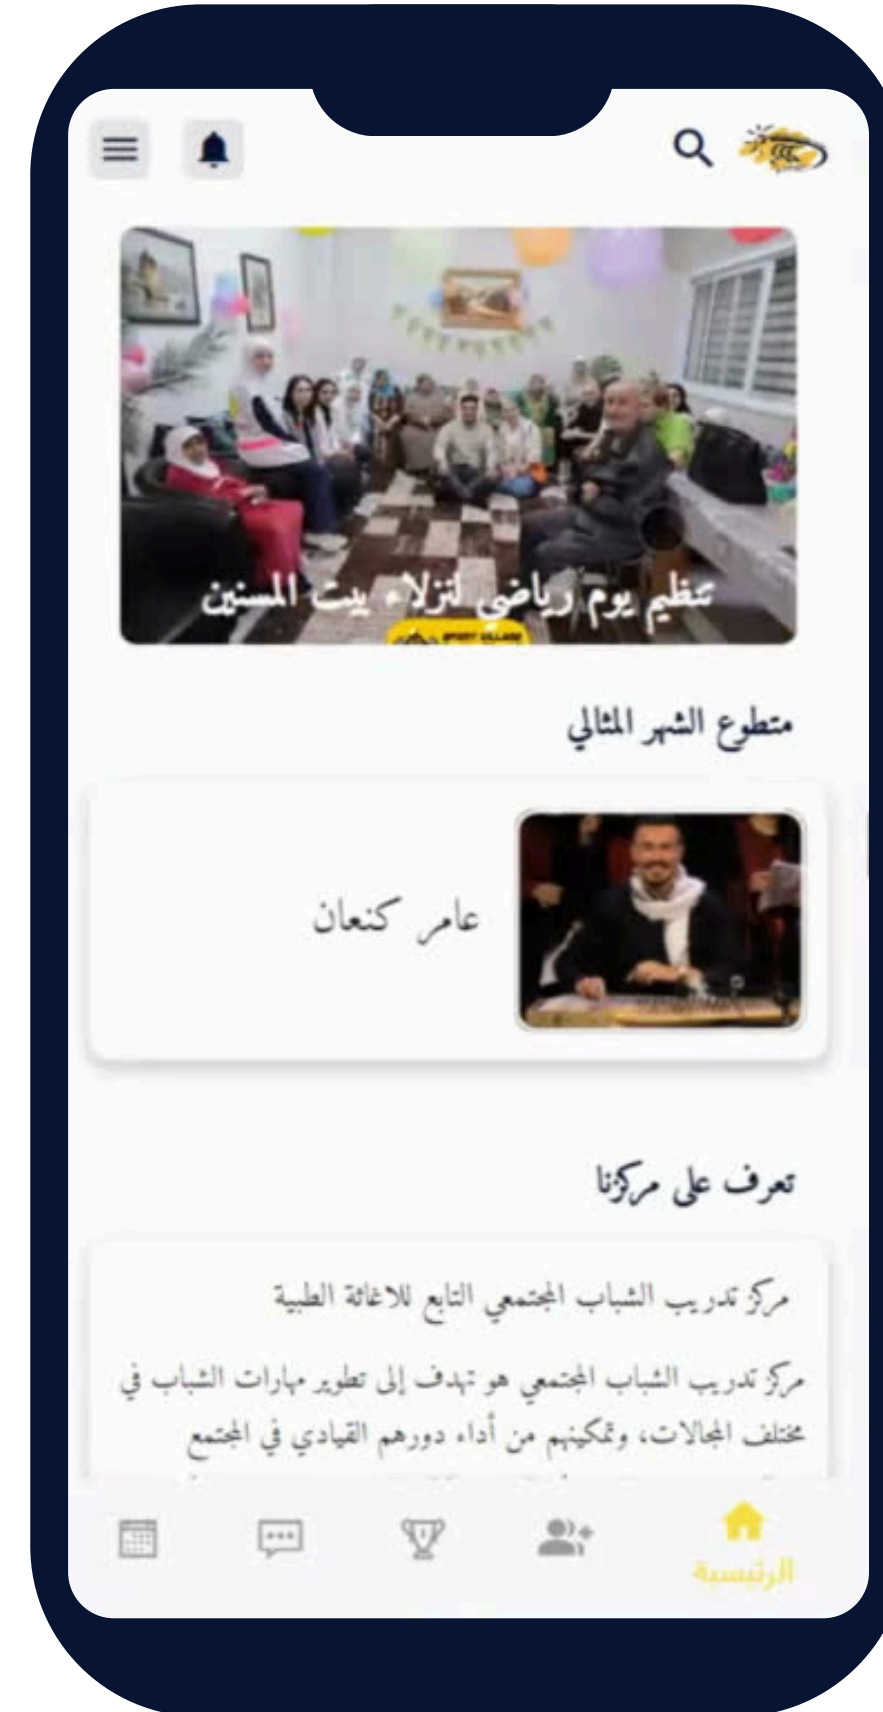 تنظيم يوم رياضي لنزلاء بيت المسنين
SPORT VILLAGE
متطوع الشهر المثالي
عامر كنعان
تعرف على مركزنا
مركز تدريب الشباب المجتمعي التابع للاغاثة الطبية
مركز تدريب الشباب المجتمعي هو تهدف إلى تطوير مهارات الشباب في
مختلف المجالات، وتمكينهم من أداء دورهم القيادي في المجتمع
الرئيسية